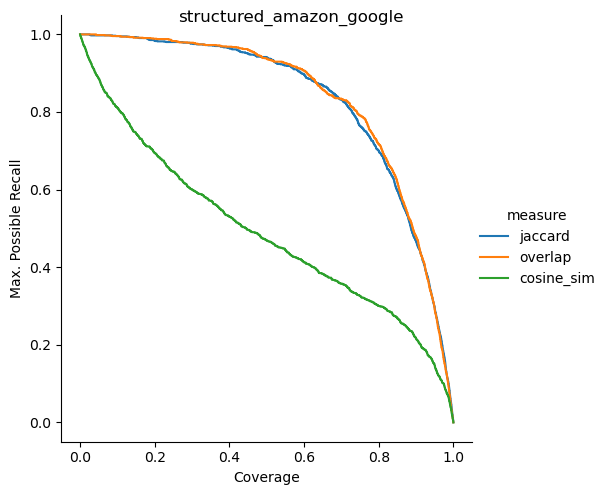 structured_amazon_google
1.0
0.8
0.6
0.4
0.2
0.0
Max. Possible Recall
0.0 0.2 0.4 0.6 0.8 1.0
Coverage
measure
jaccard
overlap
cosine_sim